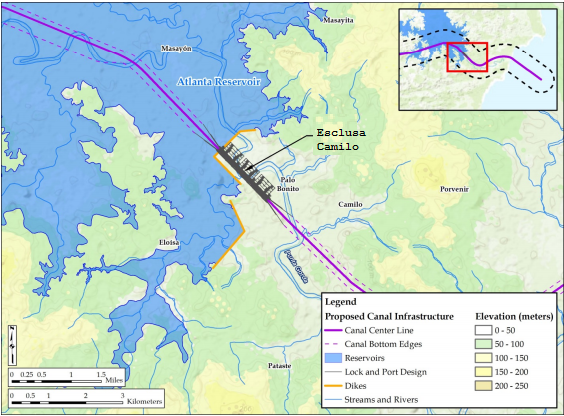 Masayita
Masayón
Atlanta Reservoir
Esclusa
Camilo
Palo
Bonito
Camilo
Porvenir
Eloisa
Punta Gorda
Pataste
Legend
Proposed Canal Infrastructure
Canal Center Line
Canal Bottom Edges
Reservoirs
Lock and Port Design
Dikes
Streams and Rivers
Elevation (meters)
0 - 50
50 - 100
100 - 150
150 - 200
200 - 250
0 0.25 0.5 1 1.5
Miles
0 0.5 1 2 3
Kilometers